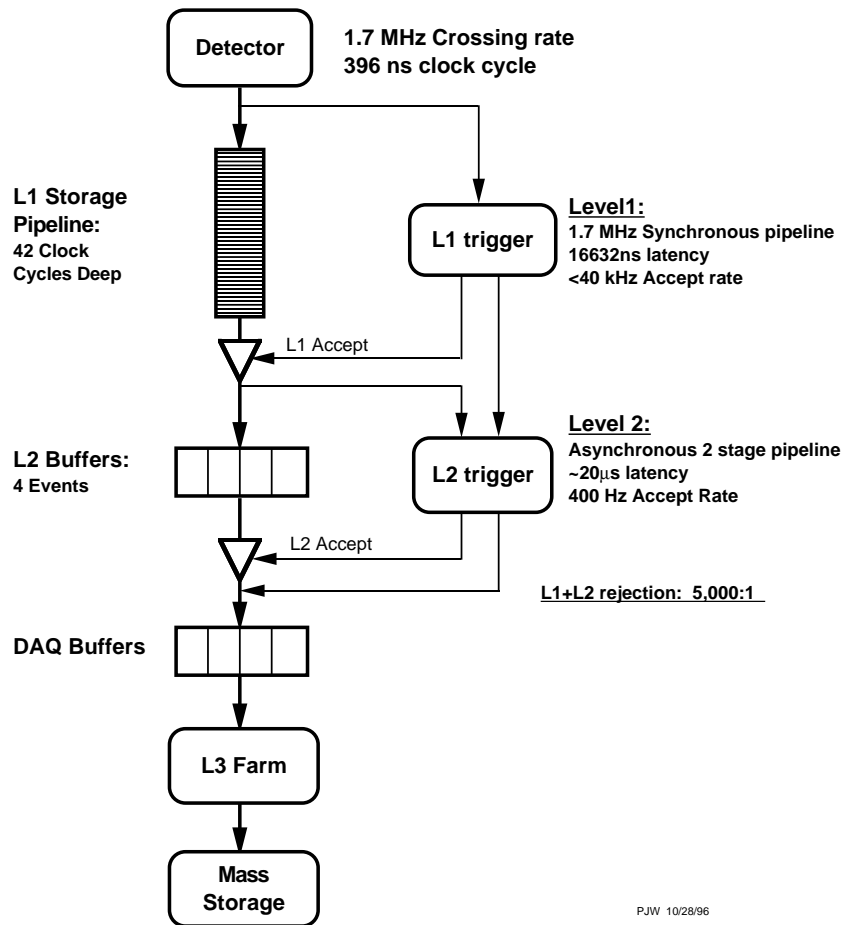 Detector
1.7 MHz Crossing rate
396 ns clock cycle
L1 Storage
Pipeline:
42 Clock
Cycles Deep
L1 trigger
Level1:
1.7 MHz Synchronous pipeline
16632ns latency
<40 kHz Accept rate
L1 Accept
L2 Buffers:
4 Events
L2 trigger
Level 2:
Asynchronous 2 stage pipeline
~20μs latency
400 Hz Accept Rate
L2 Accept
L1+L2 rejection: 5,000:1
DAQ Buffers
L3 Farm
Mass
Storage
PJW 10/28/96